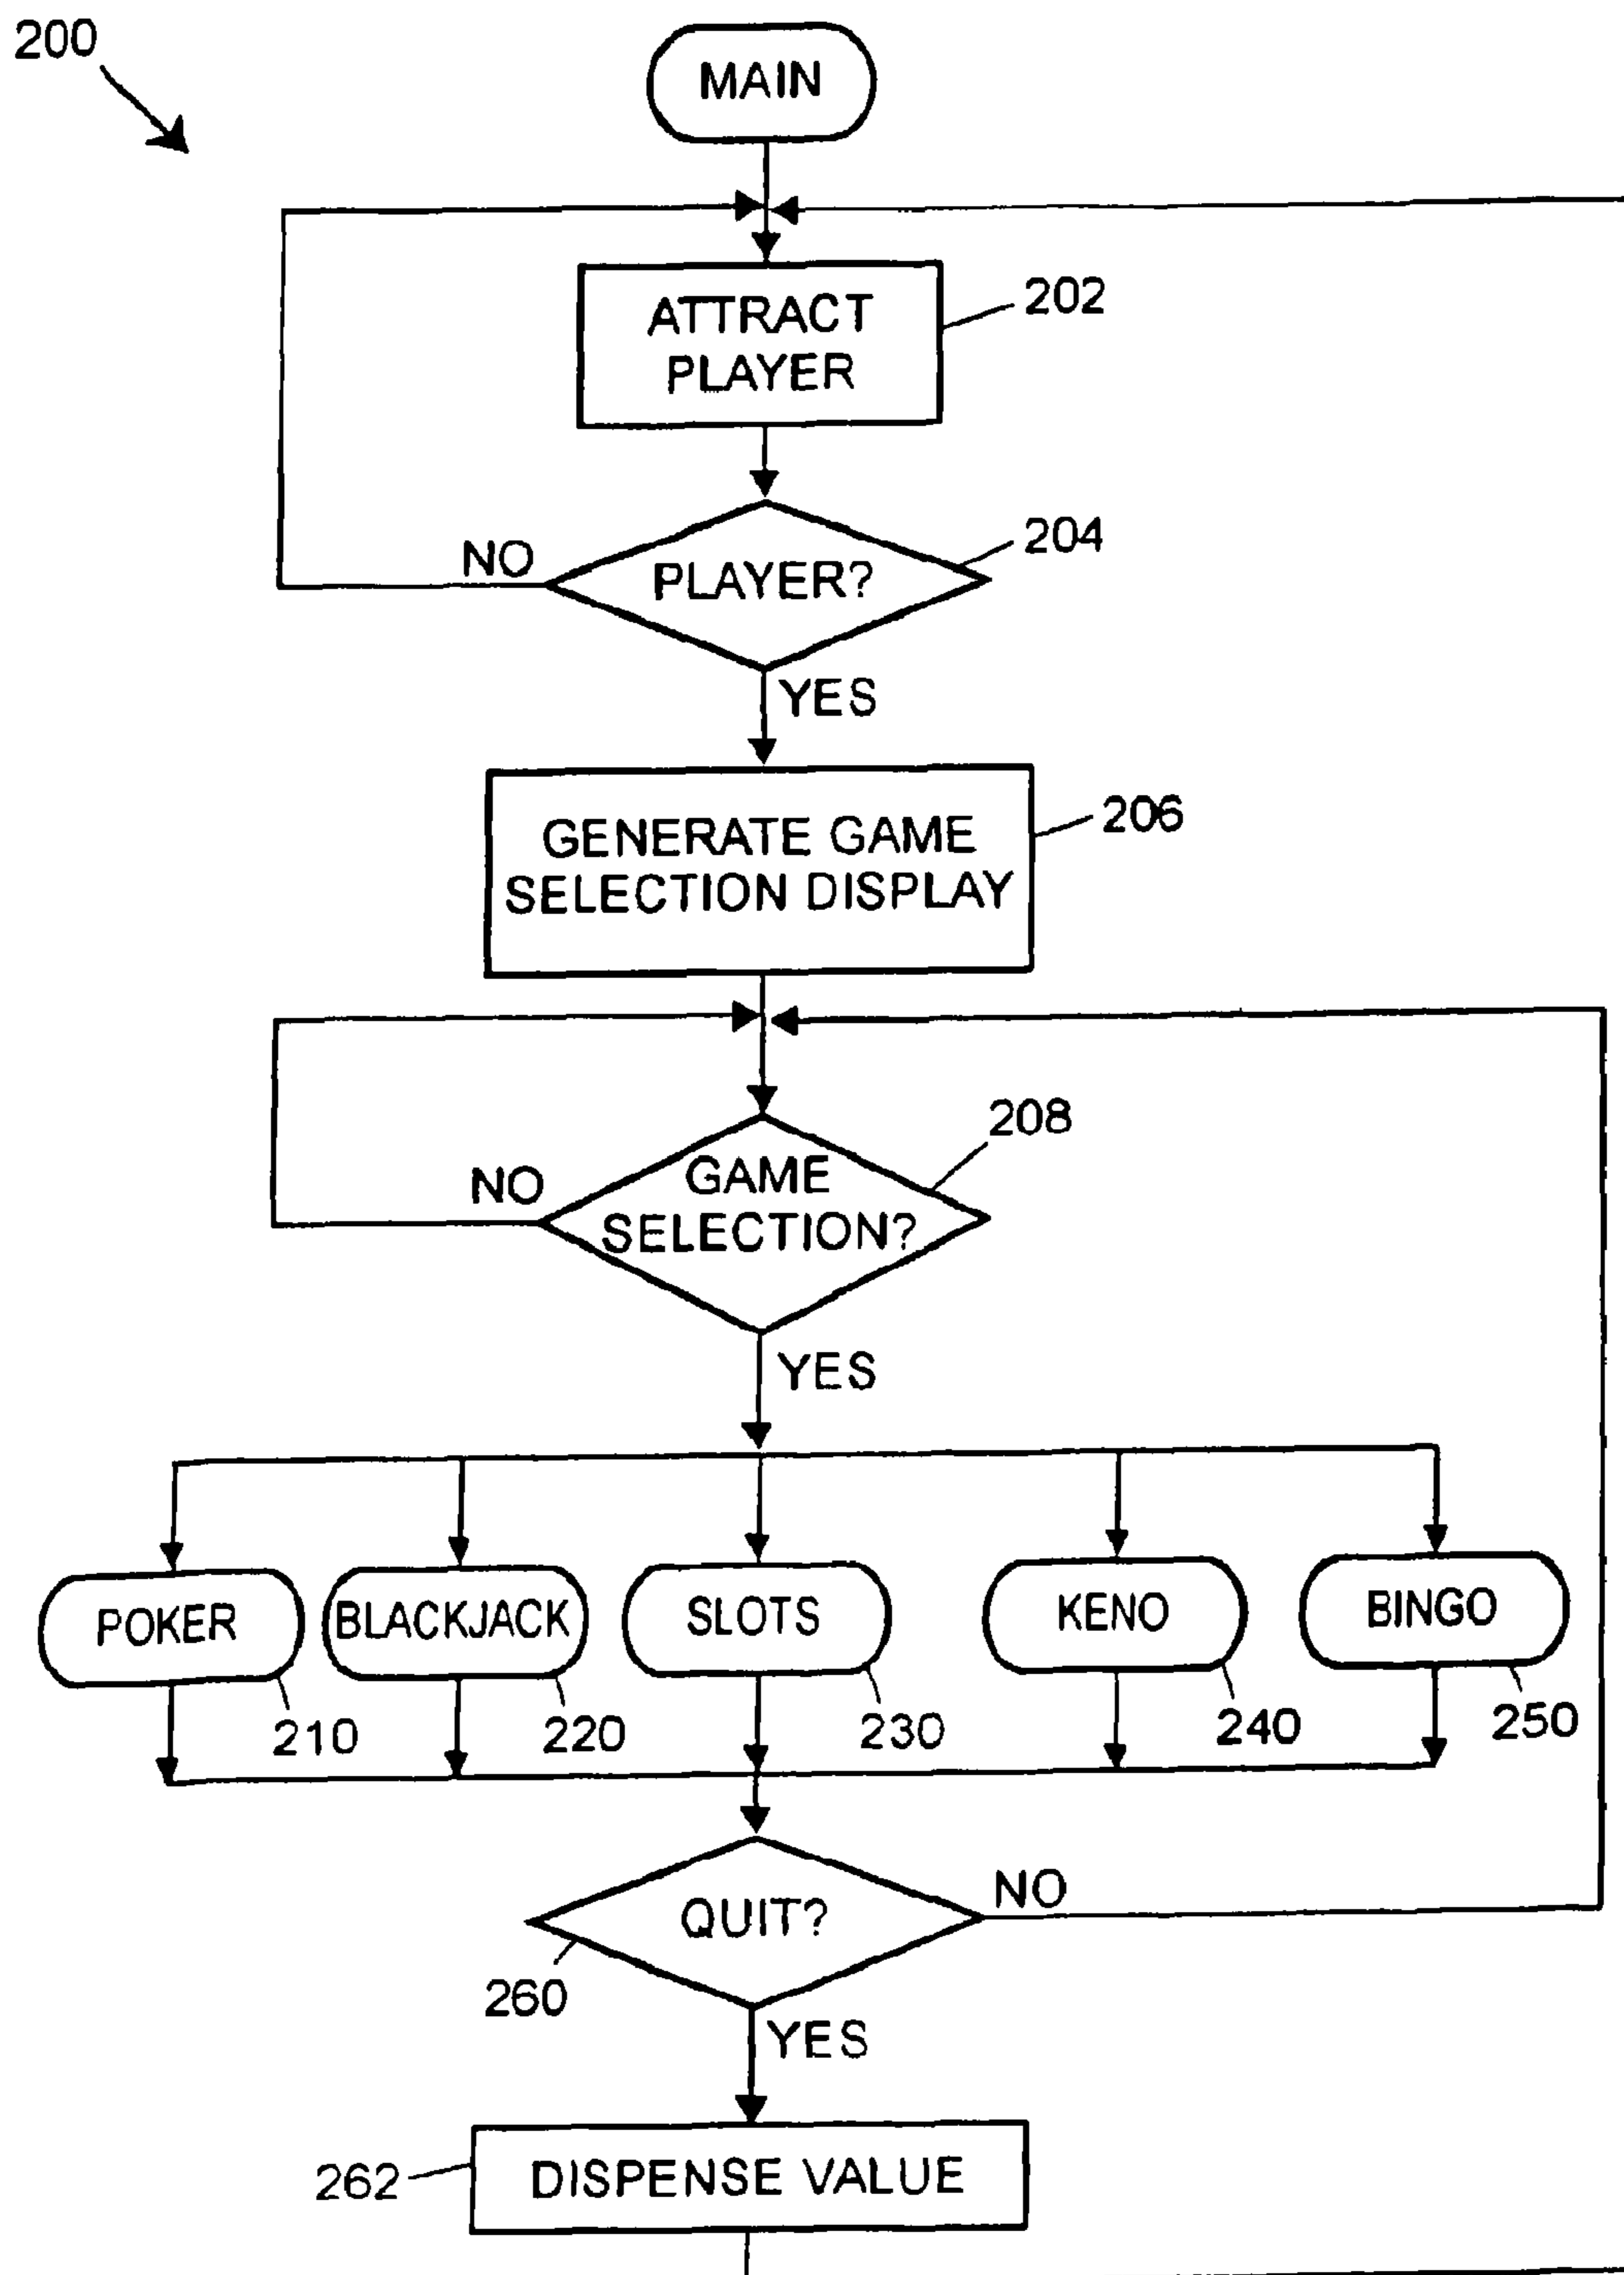 200
MAIN
ATTRACT
PLAYER
202
204
NO
PLAYER?
YES
GENERATE GAME
SELECTION DISPLAY
206
208
NO
GAME
SELECTION?
YES
POKER
BLACKJACK
SLOTS
KENO
BINGO
210
220
230
240
250
QUIT?
NO
260
YES
262
DISPENSE VALUE